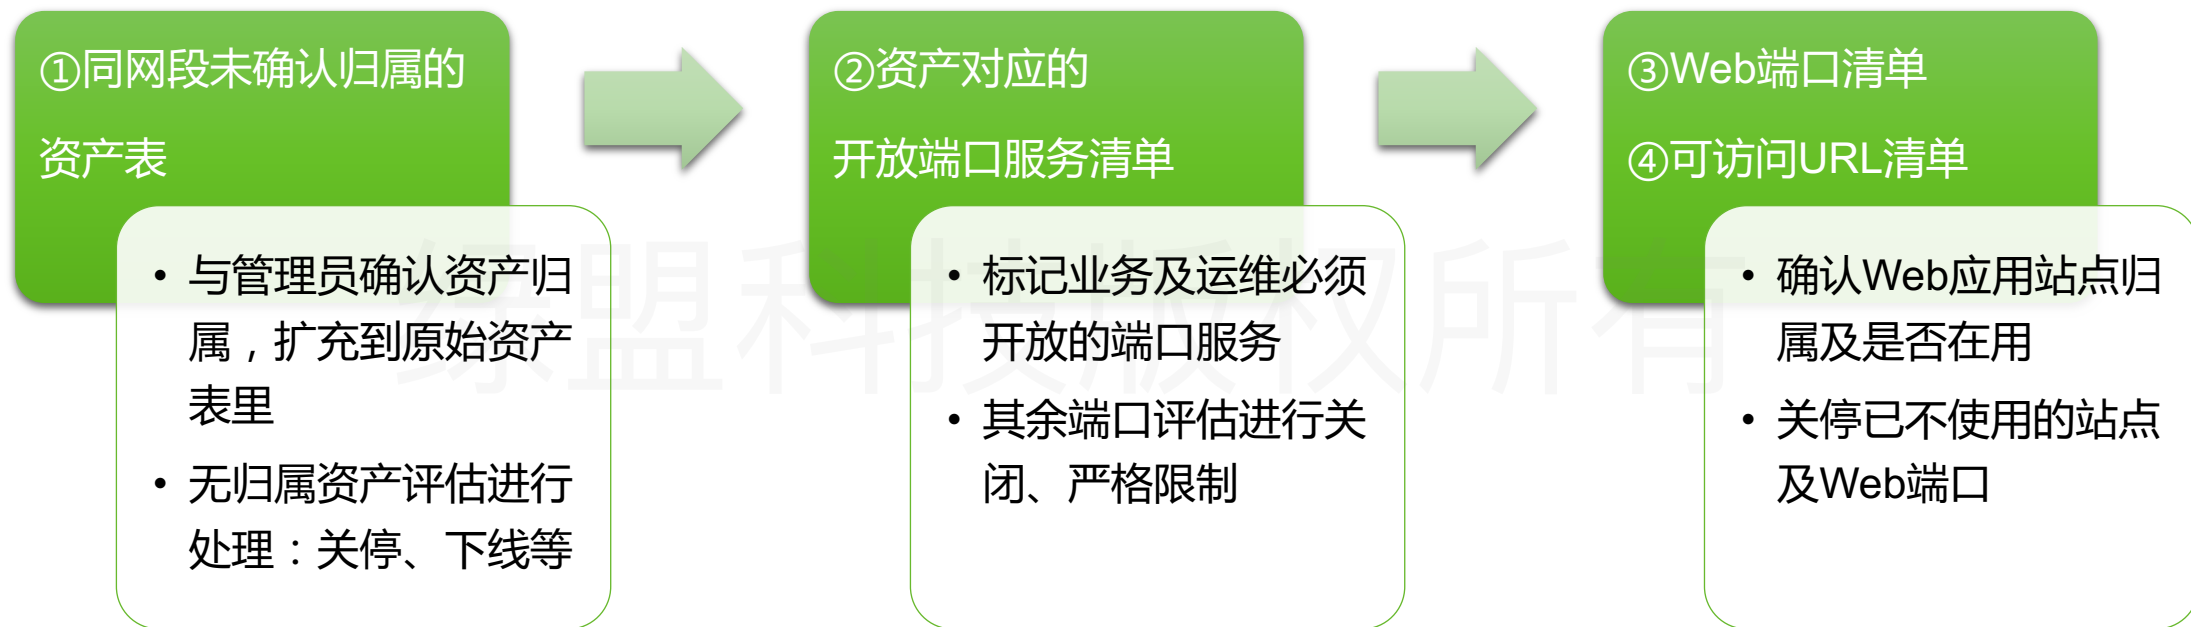 ①同网段未确认归属的
资产表
• 与管理员确认资产归
属，扩充到原始资产
表里
• 无归属资产评估进行
处理：关停、下线等
②资产对应的
开放端口服务清单
• 标记业务及运维必须
开放的端口服务
• 其余端口评估进行关
闭、严格限制
③Web端口清单
④可访问URL清单
• 确认Web应用站点归
属及是否在用
• 关停已不使用的站点
及Web端口
绿盟科技版权所有